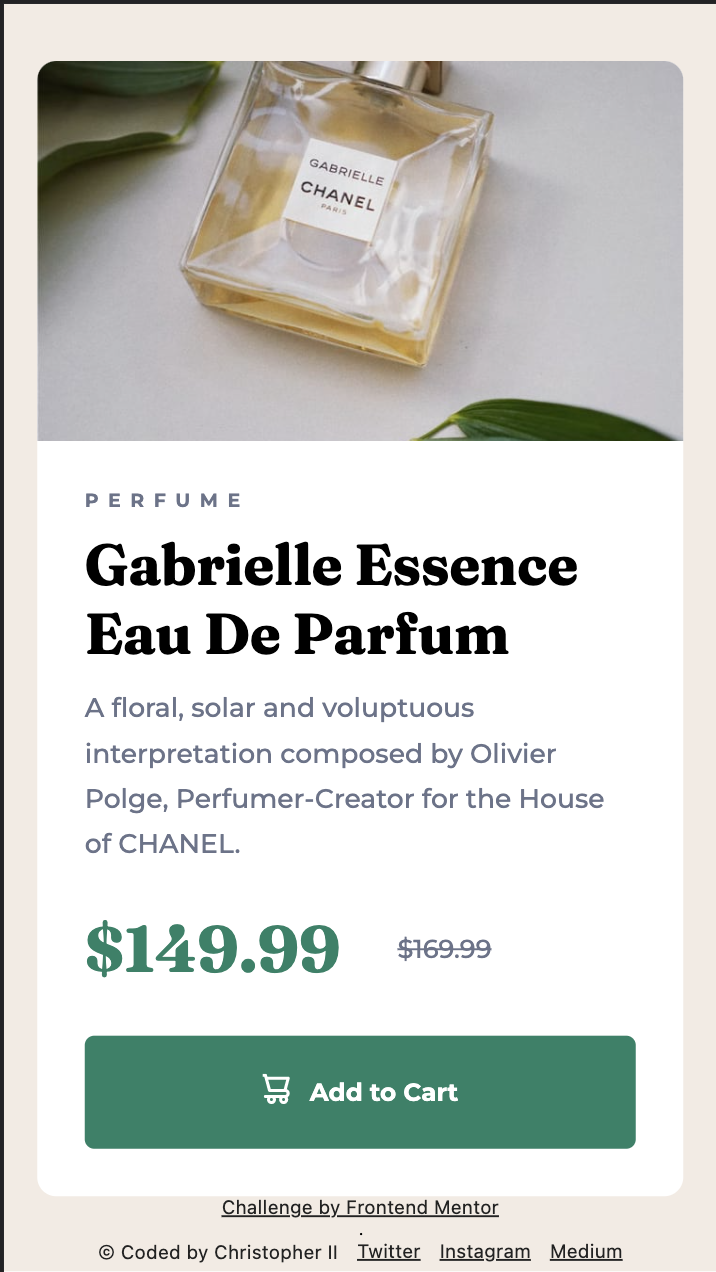 GABRIELLE
CHANEL
PARIS
PERFUME
Gabrielle Essence
Eau De Parfum
A floral, solar and voluptuous
interpretation composed by Olivier
Polge, Perfumer-Creator for the House
of CHANEL.
$149.99 $169.99
Add to Cart
Challenge by Frontend Mentor
.
© Coded by Christopher II Twitter Instagram Medium